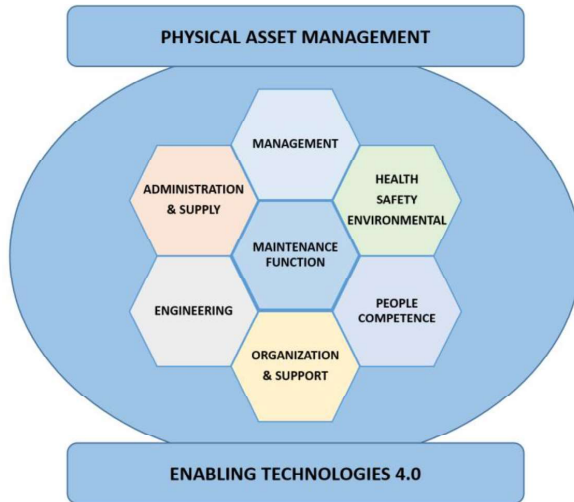 PHYSICAL ASSET MANAGEMENT
MANAGEMENT
ADMINISTRATION
& SUPPLY
HEALTH
SAFETY
ENVIRONMENTAL
MAINTENANCE
FUNCTION
ENGINEERING
PEOPLE
COMPETENCE
ORGANIZATION
& SUPPORT
ENABLING TECHNOLOGIES 4.0